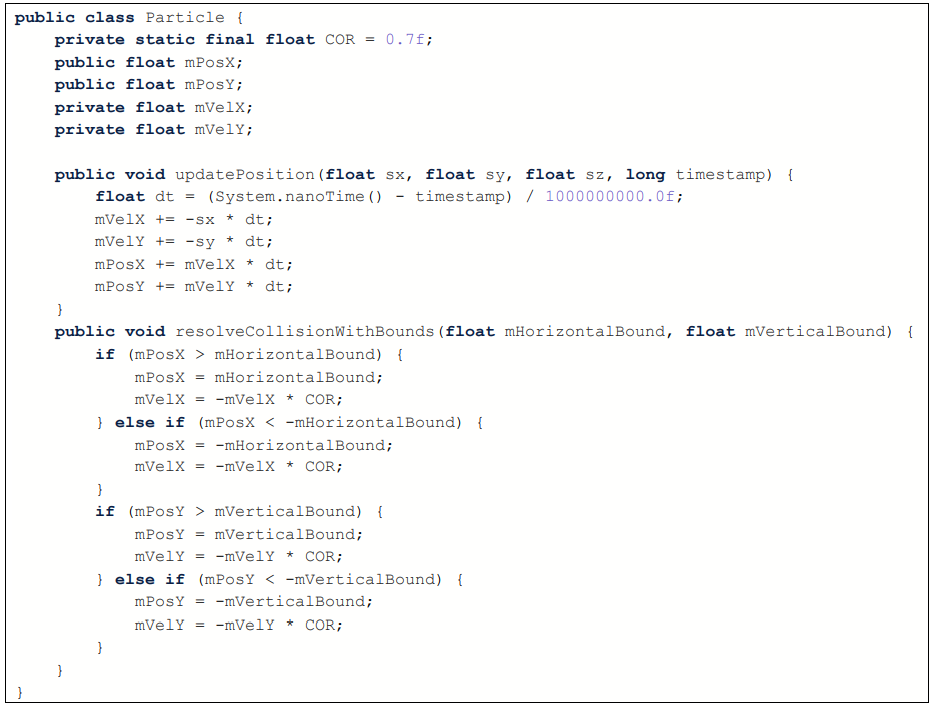 public class Particle {
    private static final float COR = 0.7f;
    public float mPosX;
    public float mPosY;
    private float mVelX;
    private float mVelY;

    public void updatePosition(float sx, float sy, float sz, long timestamp) {
        float dt = (System.nanoTime() - timestamp) / 1000000000.0f;
        mVelX += -sx * dt;
        mVelY += -sy * dt;
        mPosX += mVelX * dt;
        mPosY += mVelY * dt;
    }
    public void resolveCollisionWithBounds(float mHorizontalBound, float mVerticalBound) {
        if (mPosX > mHorizontalBound) {
            mPosX = mHorizontalBound;
            mVelX = -mVelX * COR;
        } else if (mPosX < -mHorizontalBound) {
            mPosX = -mHorizontalBound;
            mVelX = -mVelX * COR;
        }
        if (mPosY > mVerticalBound) {
            mPosY = mVerticalBound;
            mVelY = -mVelY * COR;
        } else if (mPosY < -mVerticalBound) {
            mPosY = -mVerticalBound;
            mVelY = -mVelY * COR;
        }
    }
}